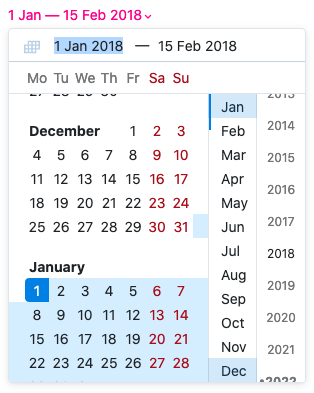 1 Jan — 15 Feb 2018
1 Jan 2018 — 15 Feb 2018
Mo Tu We Th Fr Sa Su
27 28 29 30
December 1 2 3
4 5 6 7 8 9 10
11 12 13 14 15 16 17
18 19 20 21 22 23 24
25 26 27 28 29 30 31
January
1 2 3 4 5 6 7
8 9 10 11 12 13 14
15 16 17 18 19 20 21
22 23 24 25 26 27 28
Jan
Feb
Mar
Apr
May
Jun
Jul
Aug
Sep
Oct
Nov
Dec
2013
2014
2015
2016
2017
2018
2019
2020
2021
•2022